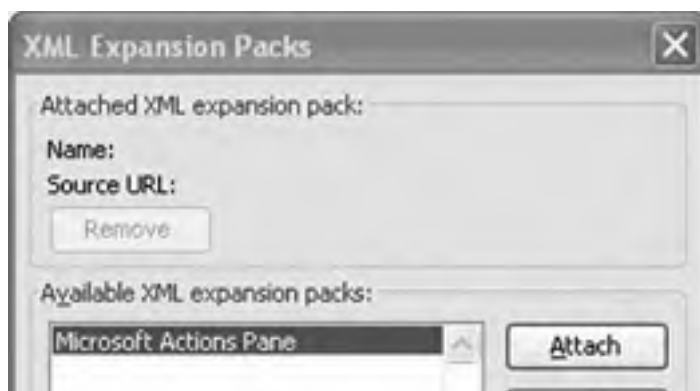 XML Expansion Packs
Attached XML expansion pack:
Name:
Source URL:
Remove
Available XML expansion packs:
Microsoft Actions Pane
Attach